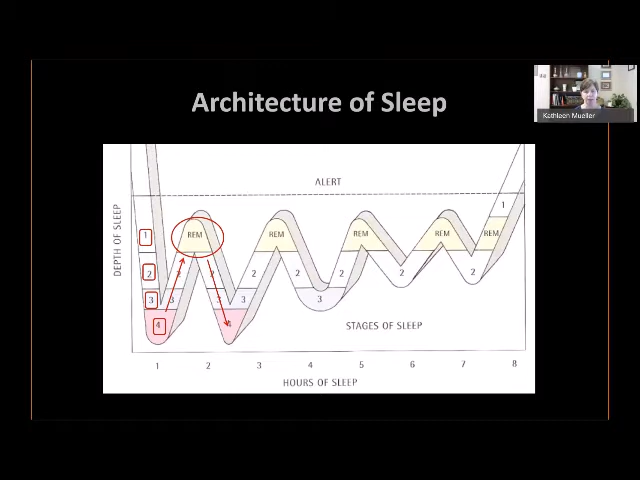 Architecture of Sleep
Kathleen Mueller
ALERT
DEPTH OF SLEEP
1
REM REM REM REM REM
1
2 2 2 2 2 2 2 2
3 3 3 3 3
4 4
STAGES OF SLEEP
1 2 3 4 5 6 7 8
HOURS OF SLEEP